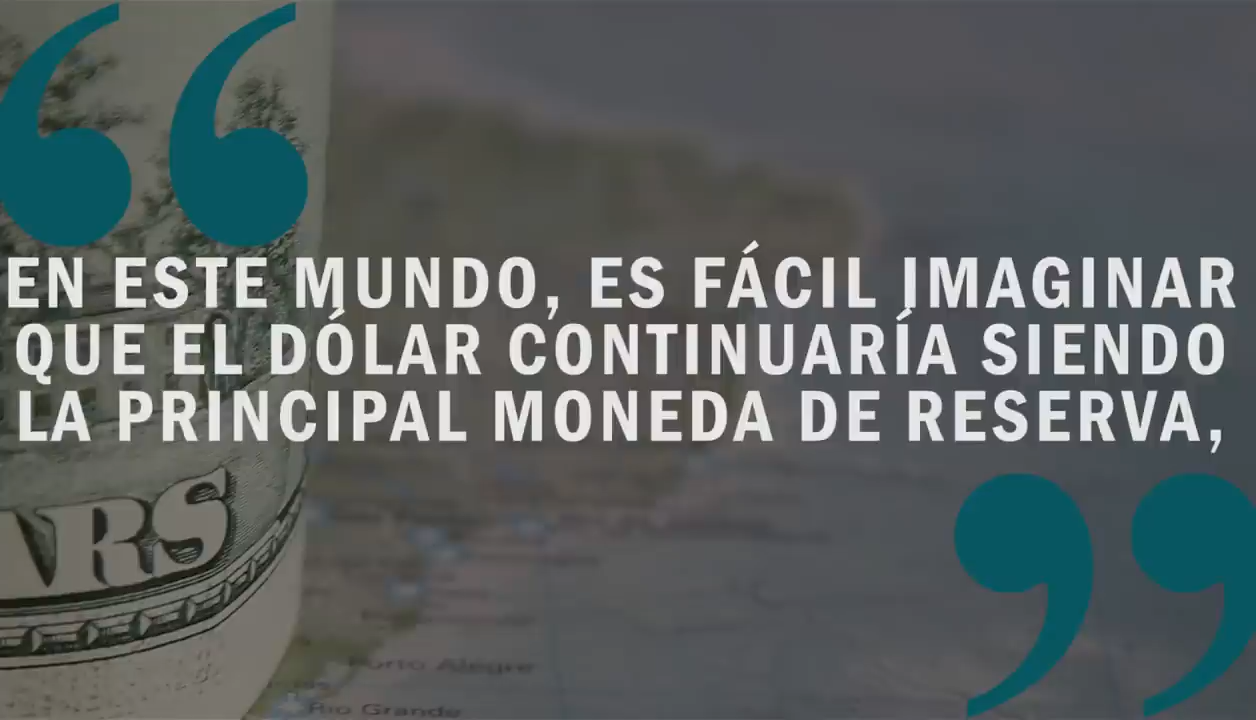 “
EN ESTE MUNDO, ES FÁCIL IMAGINAR
QUE EL DÓLAR CONTINUARÍA SIENDO
LA PRINCIPAL MONEDA DE RESERVA,
”
ARS
Porto Alegre
Rio Grande